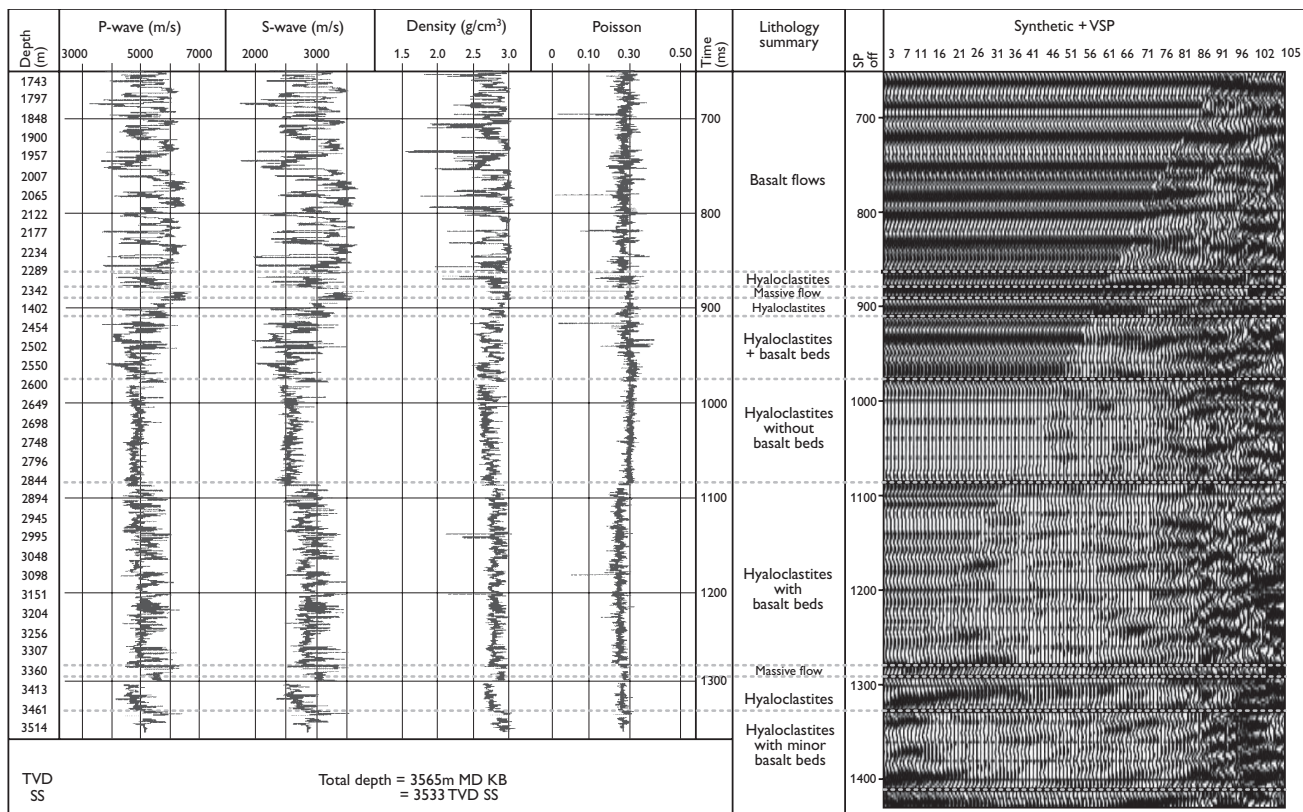 Depth (m)
P-wave (m/s)
3000 5000 7000
S-wave (m/s)
2000 3000
Density (g/cm³)
1.5 2.0 2.5 3.0
Poisson
0 0.10 0.30 0.50
Time (ms)
Lithology
summary
SP off
Synthetic + VSP
3 7 11 16 21 26 31 36 41 46 51 56 61 66 71 76 81 86 91 96 102 105
1743
1797
1848
1900
1957
2007
2065
2122
2177
2234
2289
2342
1402
2454
2502
2550
2600
2649
2698
2748
2796
2844
2894
2945
2995
3048
3098
3151
3204
3256
3307
3360
3413
3461
3514
700
800
900
1000
1100
1200
1300
Basalt flows
Hyaloclastites
Massive flow
Hyaloclastites
Hyaloclastites
+ basalt beds
Hyaloclastites
without
basalt beds
Hyaloclastites
with
basalt beds
Massive flow
Hyaloclastites
Hyaloclastites
with minor
basalt beds
700
800
900
1000
1100
1200
1300
1400
TVD
SS
Total depth = 3565m MD KB
= 3533 TVD SS